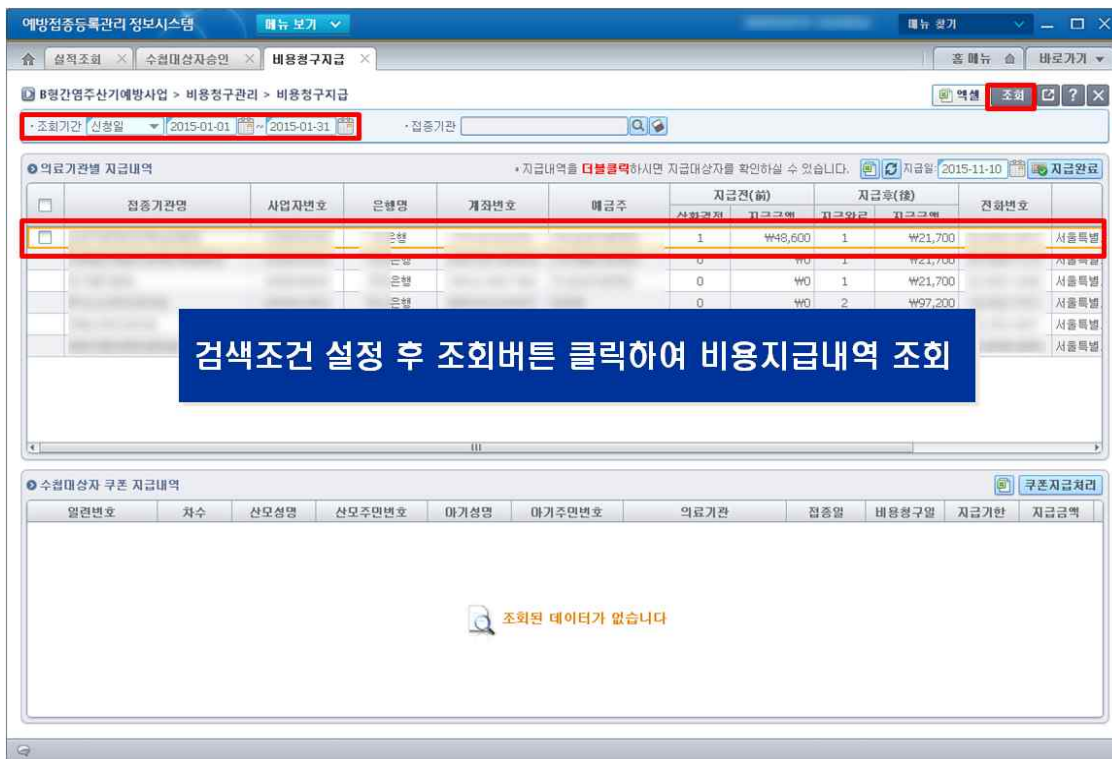 예방접종등록관리 정보시스템 메뉴 보기 메뉴 찾기
실적조회 수첩대상자승인 비용청구지급 홈 메뉴 바로가기
B형간염주산기예방사업 > 비용청구관리 > 비용청구지급 엑셀 조회
· 조회기간 신청일 2015-01-01 ~ 2015-01-31 · 접종기관
의료기관별 지급내역 • 지급내역을 더블클릭하시면 지급대상자를 확인하실 수 있습니다. 지급일: 2015-11-10 지급완료
접종기관명 사업자번호 은행명 계좌번호 예금주 지급전(前) 지급후(後) 전화번호
상환결정 지급금액 지급완료 지급금액
은행 1 ₩48,600 1 ₩21,700 서울특별
은행 0 ₩0 1 ₩21,700 서울특별
은행 0 ₩0 1 ₩21,700 서울특별
은행 0 ₩0 2 ₩97,200 서울특별
서울특별
서울특별
검색조건 설정 후 조회버튼 클릭하여 비용지급내역 조회
수첩대상자 쿠폰 지급내역 쿠폰지급처리
일련번호 차수 산모성명 산모주민번호 아기성명 아기주민번호 의료기관 접종일 비용청구일 지급기한 지급금액
조회된 데이터가 없습니다